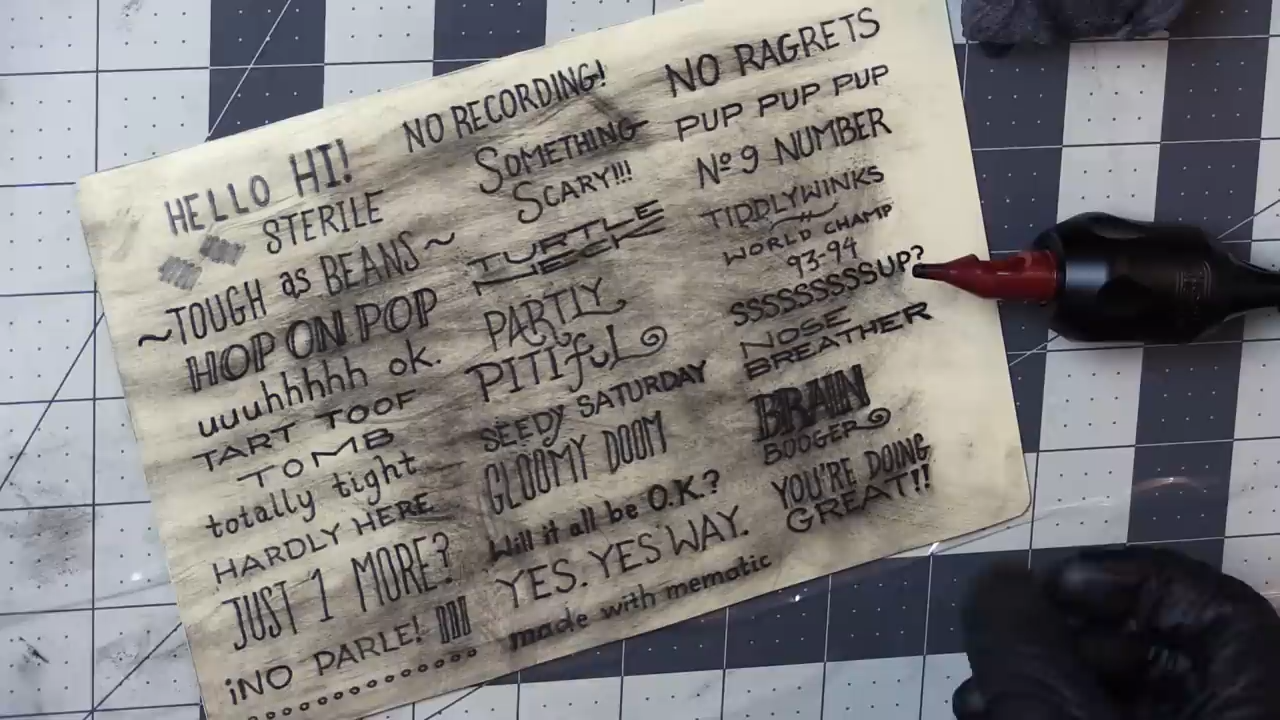 HELLO HI!
STERILE
~TOUGH as BEANS~
HOP ON POP
uuuhhhhh ok.
TART TOOF
TOMB
totally tight
HARDLY HERE
JUST 1 MORE?
¡NO PARLE!
NO RECORDING!
SOMETHING
SCARY!!!
TURTLE
NECK
PARTLY
PITIfuL
SEEDY SATURDAY
GLOOMY DOOM
Will it all be O.K.?
YES. YES WAY.
made with mematic
NO RAGRETS
PUP PUP PUP
No 9 NUMBER
TIDDLYWINKS
WORLD CHAMP
93-94
SSSSSSSSSUP?
NOSE
BREATHER
BRAIN
BOOGER
YOU'RE DOING
GREAT!!